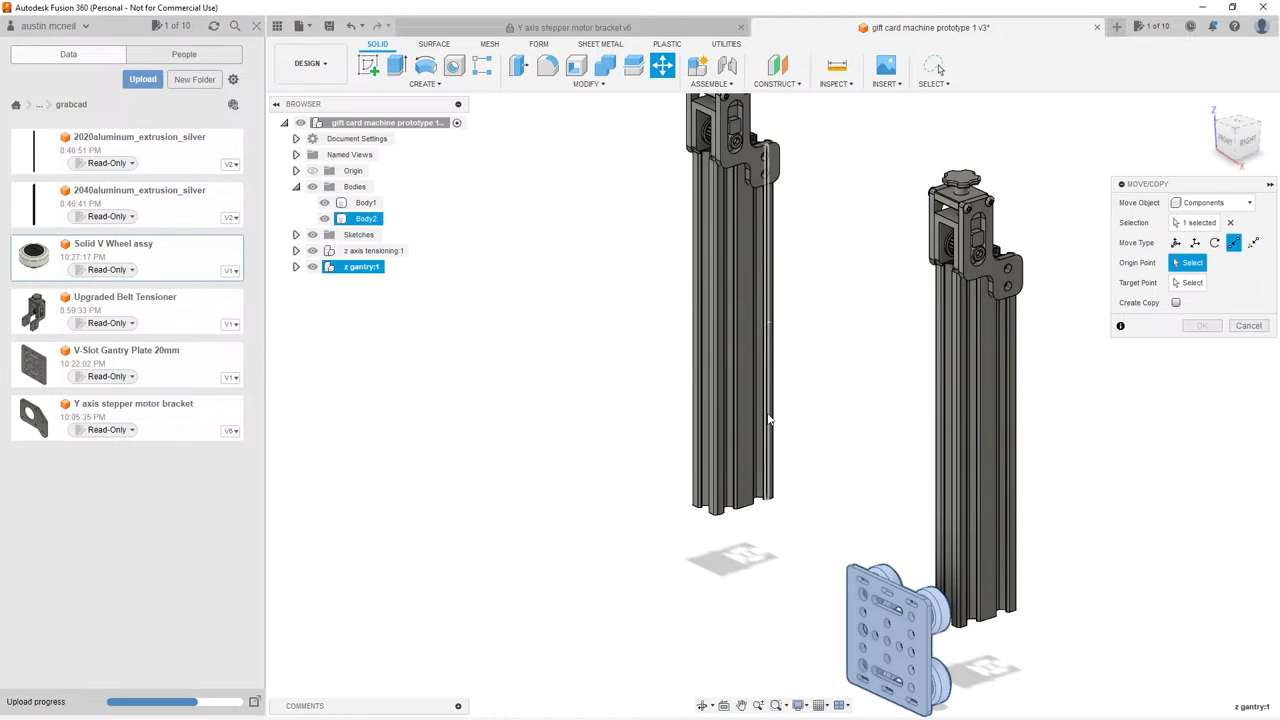 Autodesk Fusion 360 (Personal - Not for Commercial Use)
austin mcneil 1 of 10
Y axis stepper motor bracket v6
gift card machine prototype 1 v3*
1 of 10
Data People
SOLID SURFACE MESH FORM SHEET METAL PLASTIC UTILITIES
DESIGN
Upload New Folder
CREATE MODIFY ASSEMBLE CONSTRUCT INSPECT INSERT SELECT
... grabcad
BROWSER
gift card machine prototype 1...
Document Settings
Named Views
Origin
Bodies
Body1
Body2
Sketches
z axis tensioning:1
z gantry:1
2020aluminum_extrusion_silver
8:46:51 PM
Read-Only V2
2040aluminum_extrusion_silver
8:46:41 PM
Read-Only V2
Solid V Wheel assy
10:27:17 PM
Read-Only V1
Upgraded Belt Tensioner
8:59:33 PM
Read-Only V1
V-Slot Gantry Plate 20mm
10:22:02 PM
Read-Only V1
Y axis stepper motor bracket
10:05:35 PM
Read-Only V6
Z
FRONT RIGHT
X
MOVE/COPY
Move Object Components
Selection 1 selected
Move Type
Origin Point Select
Target Point Select
Create Copy
OK Cancel
Upload progress
COMMENTS
z gantry:1